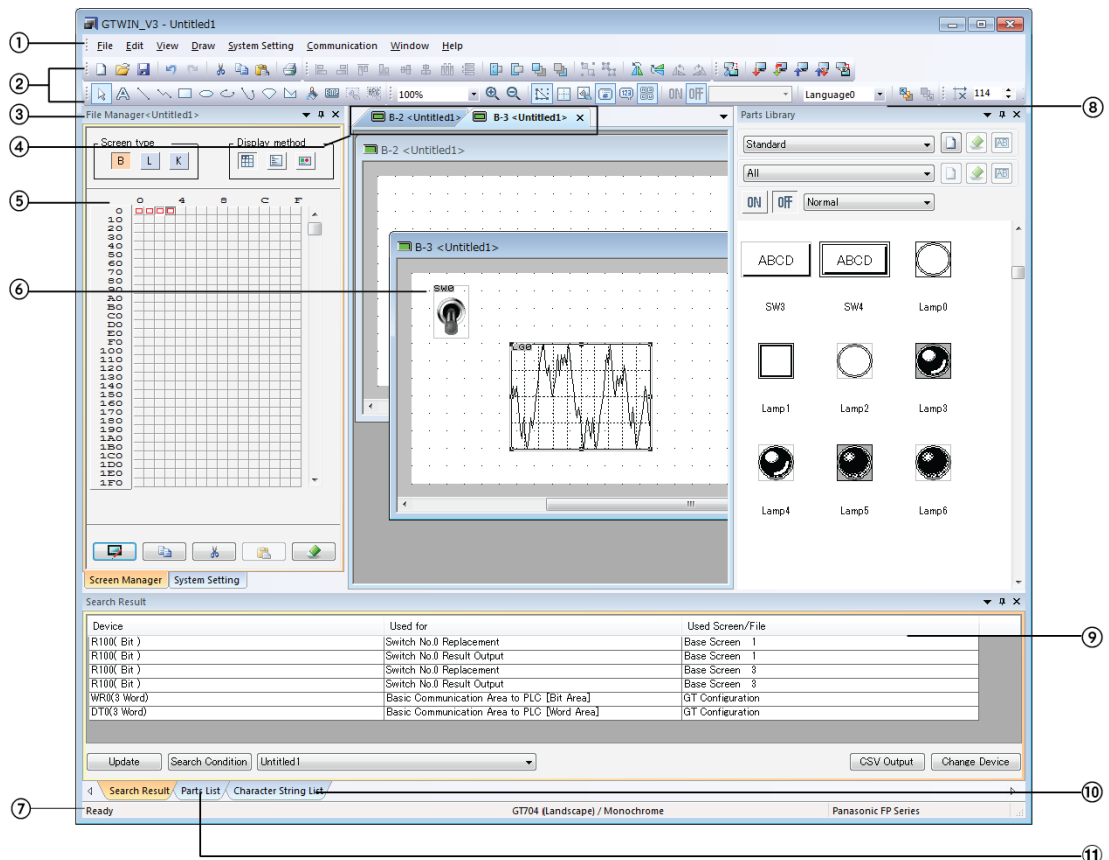 GTWIN_V3 - Untitled1
① File Edit View Draw System Setting Communication Window Help
②
100% ON OFF Language0 114
⑧
③ File Manager<Untitled1>
B-2 <Untitled1> B-3 <Untitled1>
Parts Library
④ Screen type Display method
B L K
B-2 <Untitled1>
Standard
All
ON OFF Normal
⑤ 0 4 8 C F
0
10
20
30
40
50
60
70
80
90
A0
B0
C0
D0
E0
F0
100
110
120
130
140
150
160
170
180
190
1A0
1B0
1C0
1D0
1E0
1F0
B-3 <Untitled1>
⑥ SW0
LG0
ABCD ABCD
SW3 SW4 Lamp0
Lamp1 Lamp2 Lamp3
Lamp4 Lamp5 Lamp6
Screen Manager System Setting
Search Result
Device Used for Used Screen/File
⑨
R100( Bit ) Switch No.0 Replacement Base Screen 1
R100( Bit ) Switch No.0 Result Output Base Screen 1
R100( Bit ) Switch No.0 Replacement Base Screen 3
R100( Bit ) Switch No.0 Result Output Base Screen 3
WR0(3 Word) Basic Communication Area to PLC [Bit Area] GT Configuration
DT0(3 Word) Basic Communication Area to PLC [Word Area] GT Configuration
Update Search Condition Untitled1 CSV Output Change Device
Search Result Parts List Character String List
⑩
⑦ Ready GT704 (Landscape) / Monochrome Panasonic FP Series
⑪